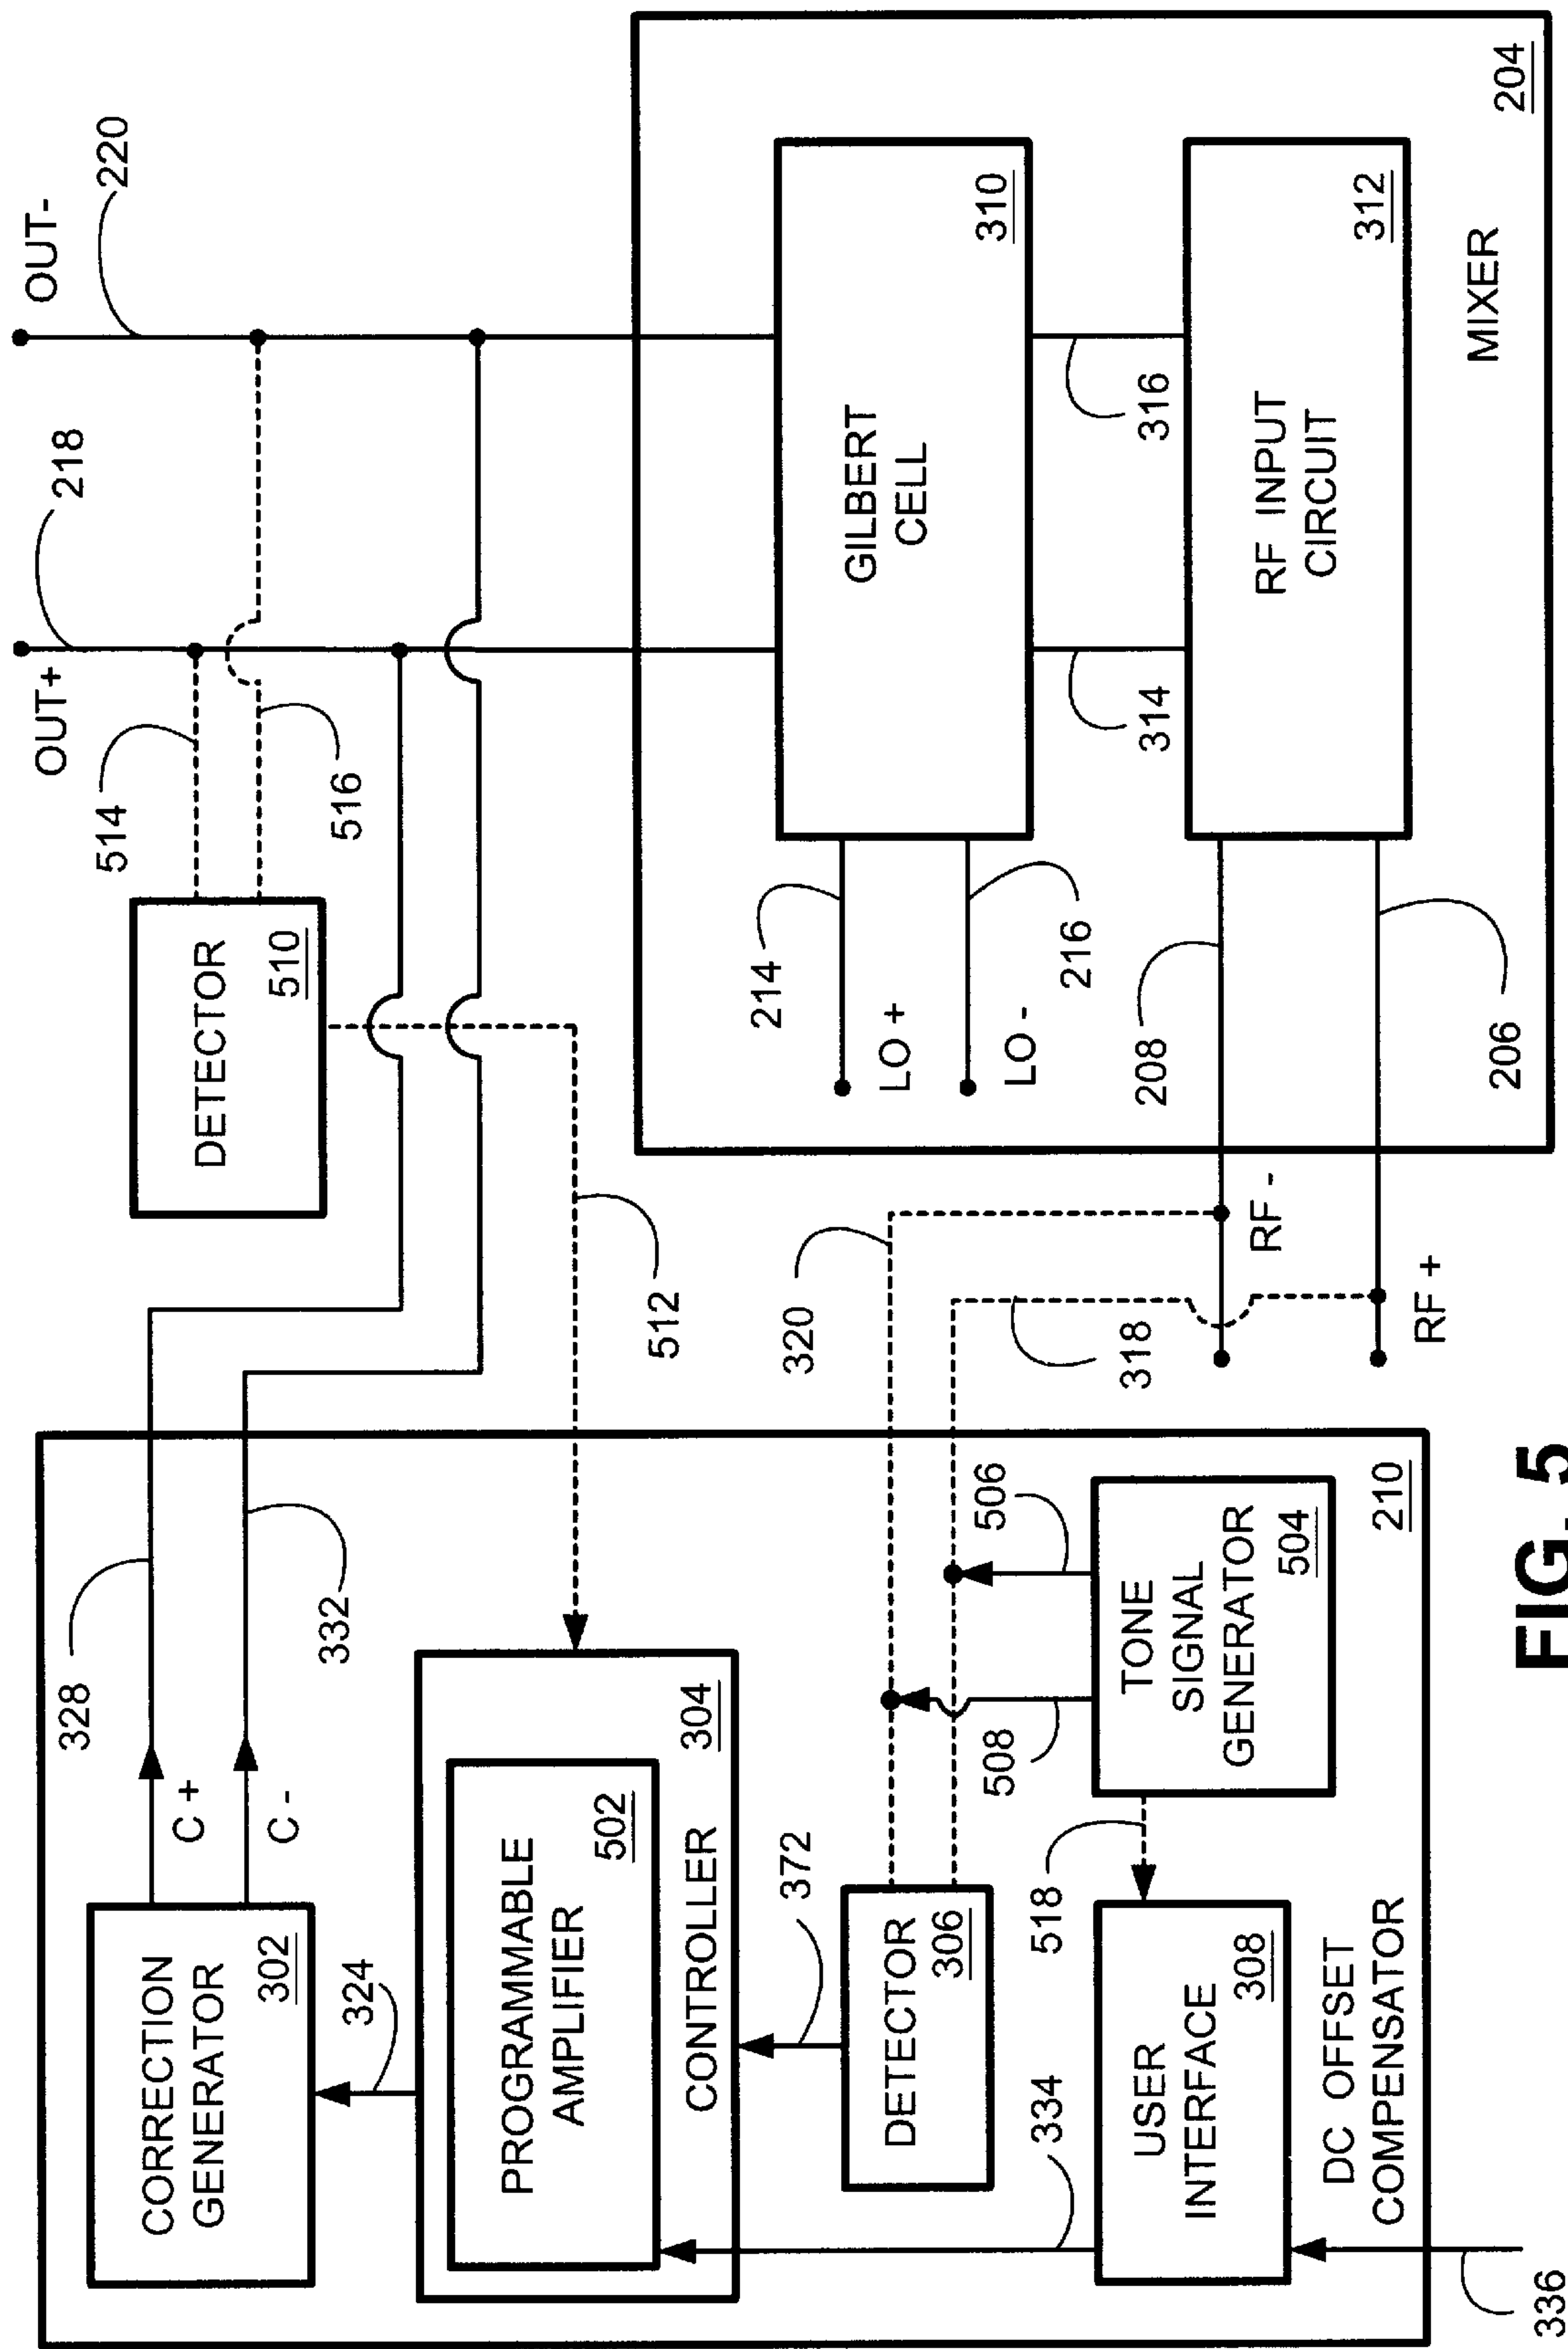 328
C +
C -
332
CORRECTION
GENERATOR
302
324
PROGRAMMABLE
AMPLIFIER
502
CONTROLLER
304
372
DETECTOR
306
334
USER
INTERFACE
308
518
508
506
TONE
SIGNAL
GENERATOR
504
DC OFFSET
COMPENSATOR
210
336
512
DETECTOR
510
514
516
OUT+
218
OUT-
220
320
318
RF -
RF +
214
LO +
LO -
216
208
206
GILBERT
CELL
310
314
316
RF INPUT
CIRCUIT
312
MIXER
204
FIG. 5